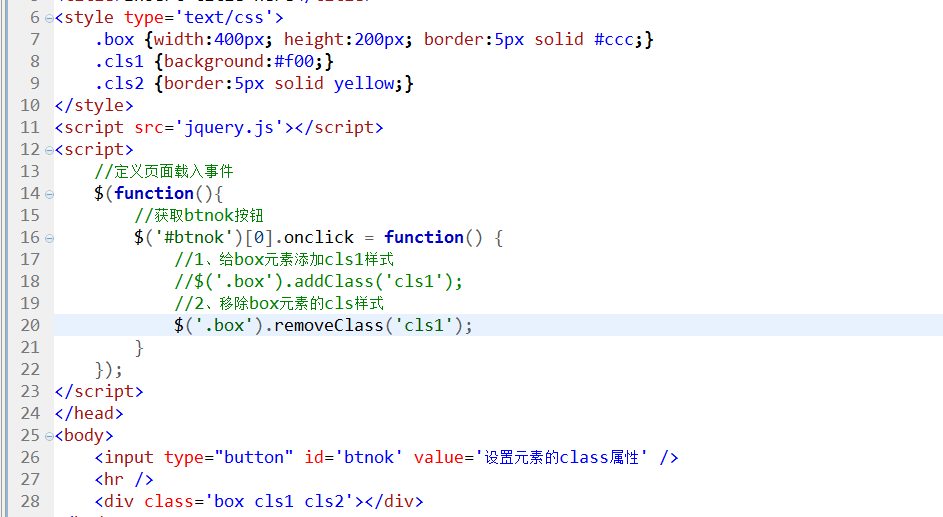 6 <style type='text/css'>
7 .box {width:400px; height:200px; border:5px solid #ccc;}
8 .cls1 {background:#f00;}
9 .cls2 {border:5px solid yellow;}
10 </style>
11 <script src='jquery.js'></script>
12 <script>
13 //定义页面载入事件
14 $(function(){
15 //获取btnok按钮
16 $('#btnok')[0].onclick = function() {
17 //1、给box元素添加cls1样式
18 //$('.box').addClass('cls1');
19 //2、移除box元素的cls样式
20 $('.box').removeClass('cls1');
21 }
22 });
23 </script>
24 </head>
25 <body>
26 <input type="button" id='btnok' value='设置元素的class属性' />
27 <hr />
28 <div class='box cls1 cls2'></div>